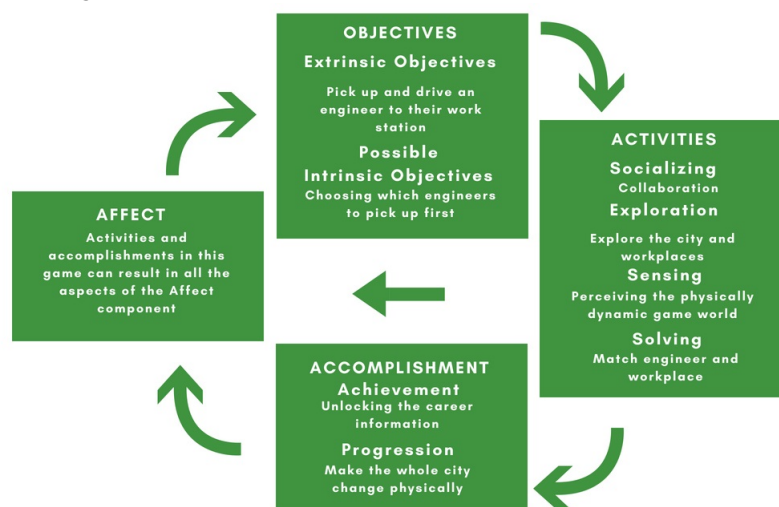 OBJECTIVES
Extrinsic Objectives
Pick up and drive an
engineer to their work
station
Possible
Intrinsic Objectives
Choosing which engineers
to pick up first
ACTIVITIES
Socializing
Collaboration
Exploration
Explore the city and
workplaces
Sensing
Perceiving the physically
dynamic game world
Solving
Match engineer and
workplace
ACCOMPLISHMENT
Achievement
Unlocking the career
information
Progression
Make the whole city
change physically
AFFECT
Activities and
accomplishments in this
game can result in all the
aspects of the Affect
component